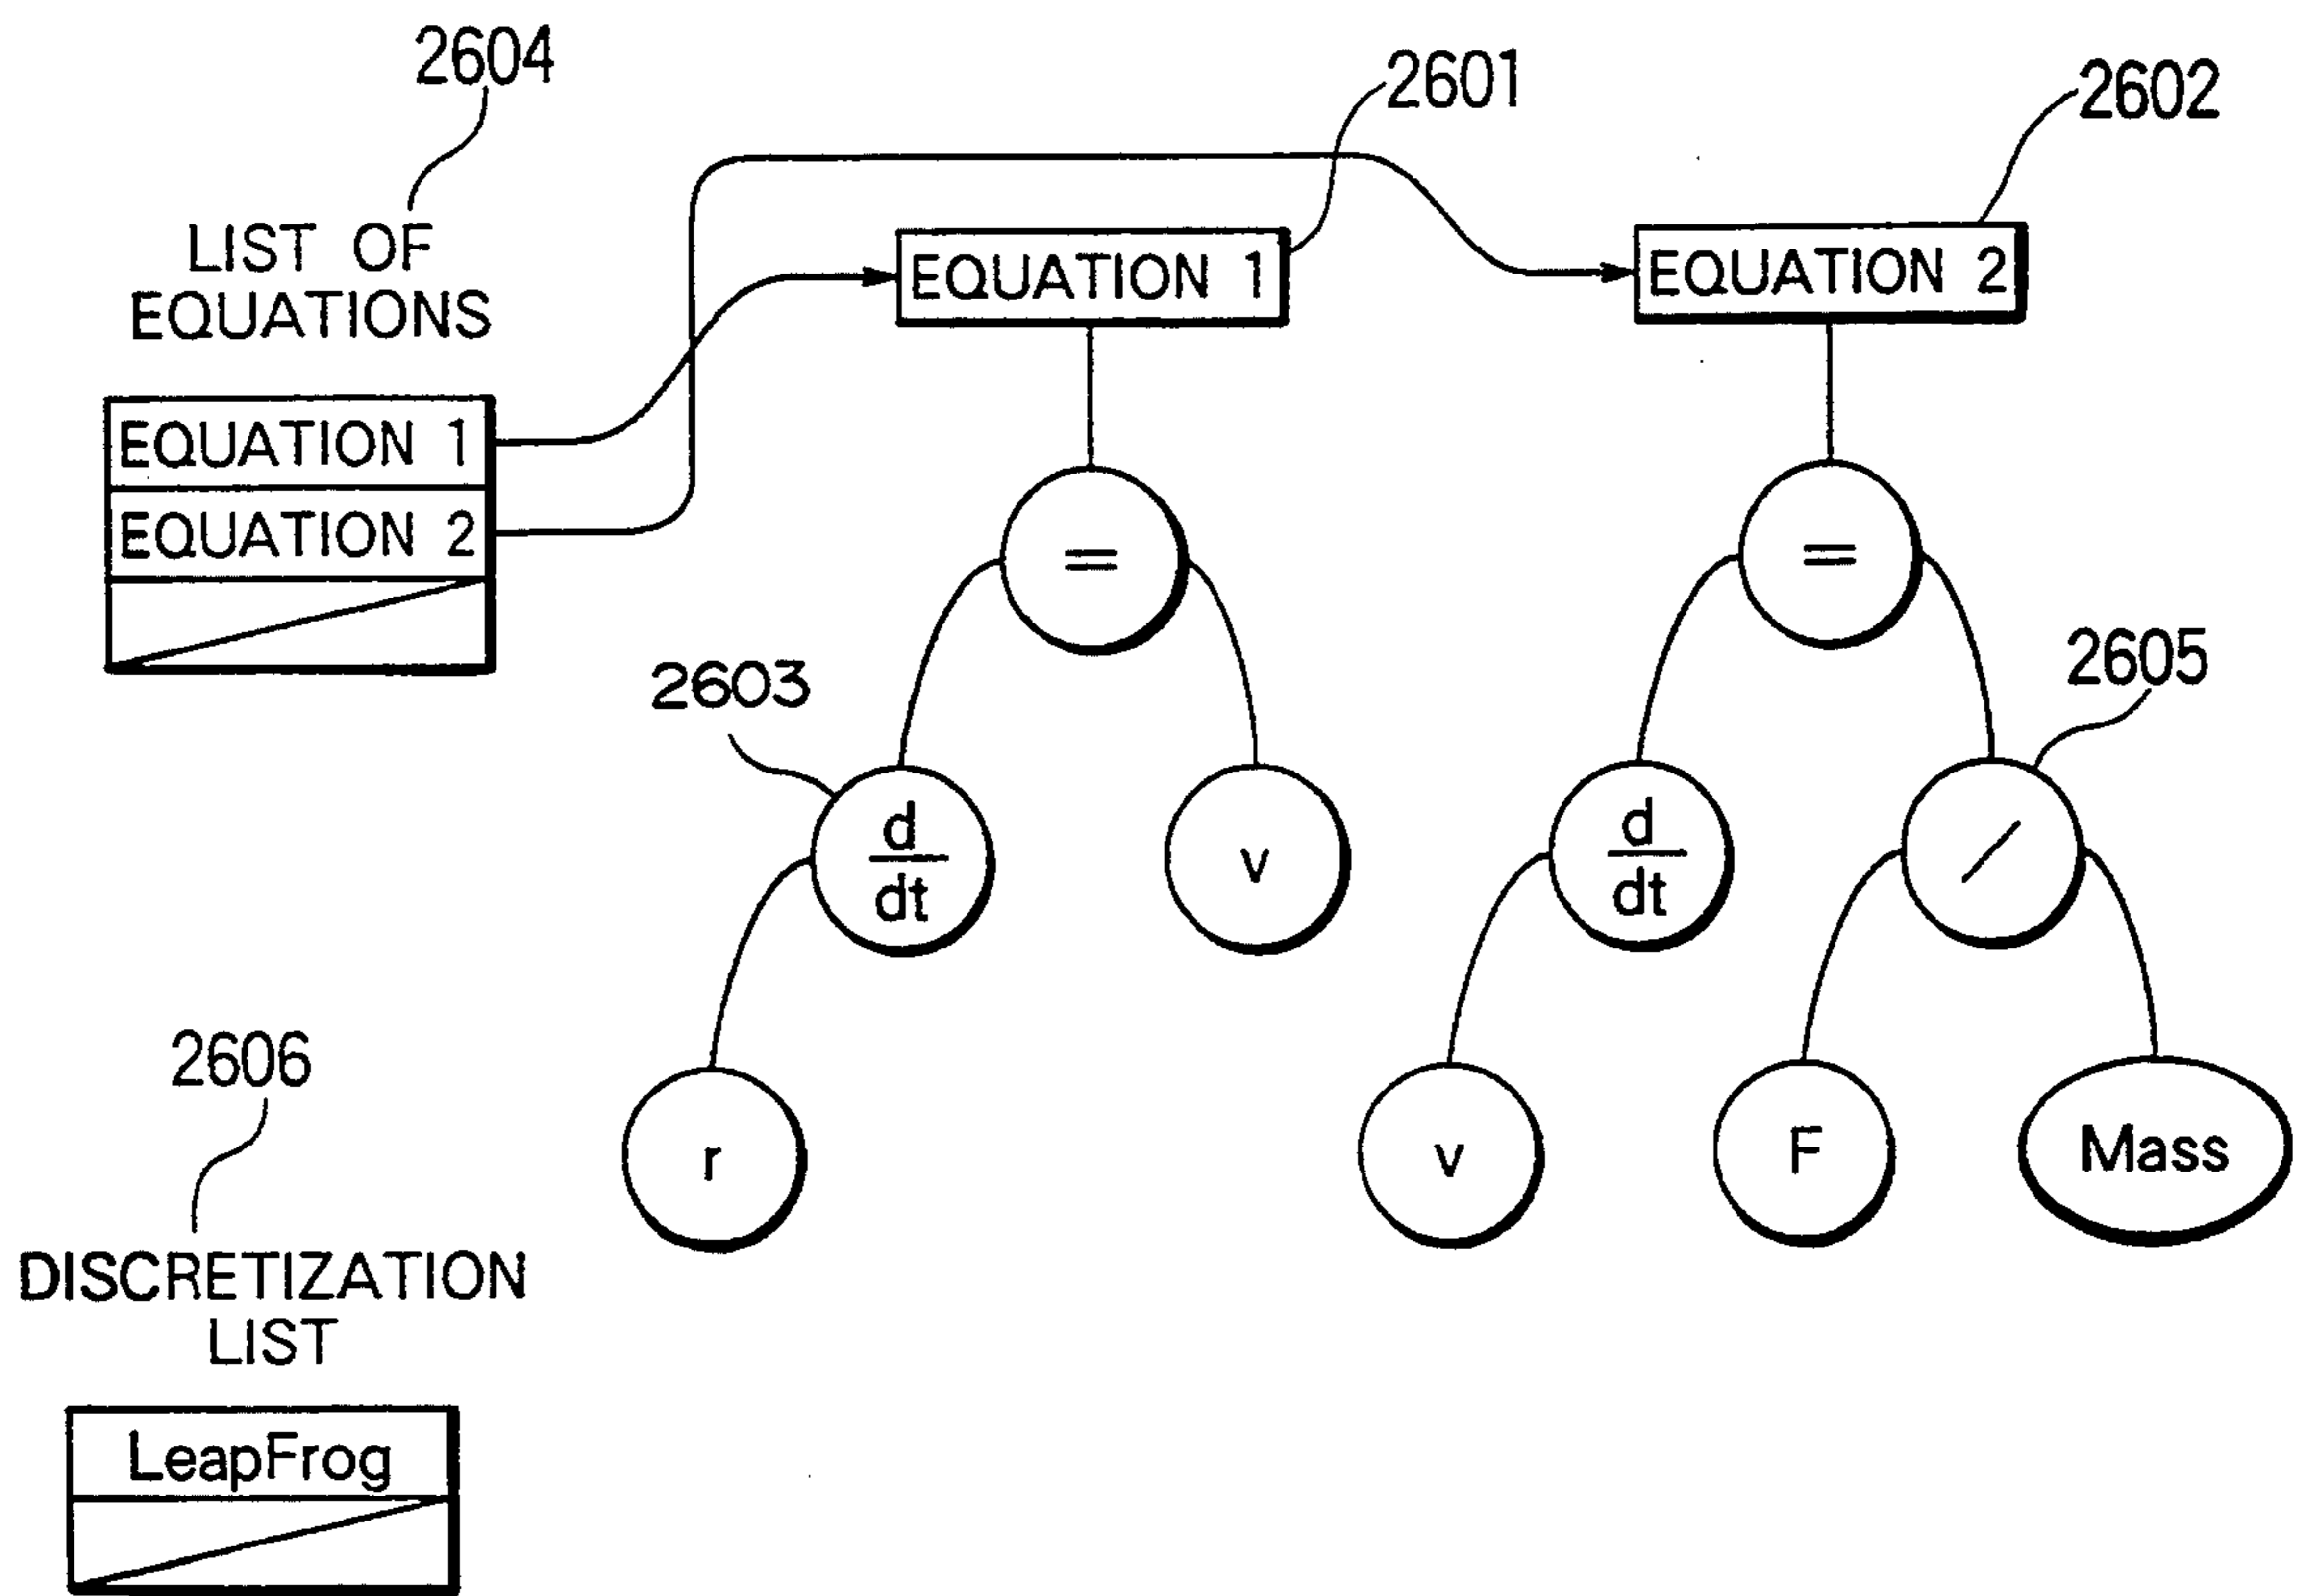 2604
2601
2602
LIST OF
EQUATIONS
EQUATION 1
EQUATION 2
EQUATION 1
EQUATION 2
=
=
2603
2605
d
dt
v
d
dt
/
r
v
F
Mass
2606
DISCRETIZATION
LIST
LeapFrog